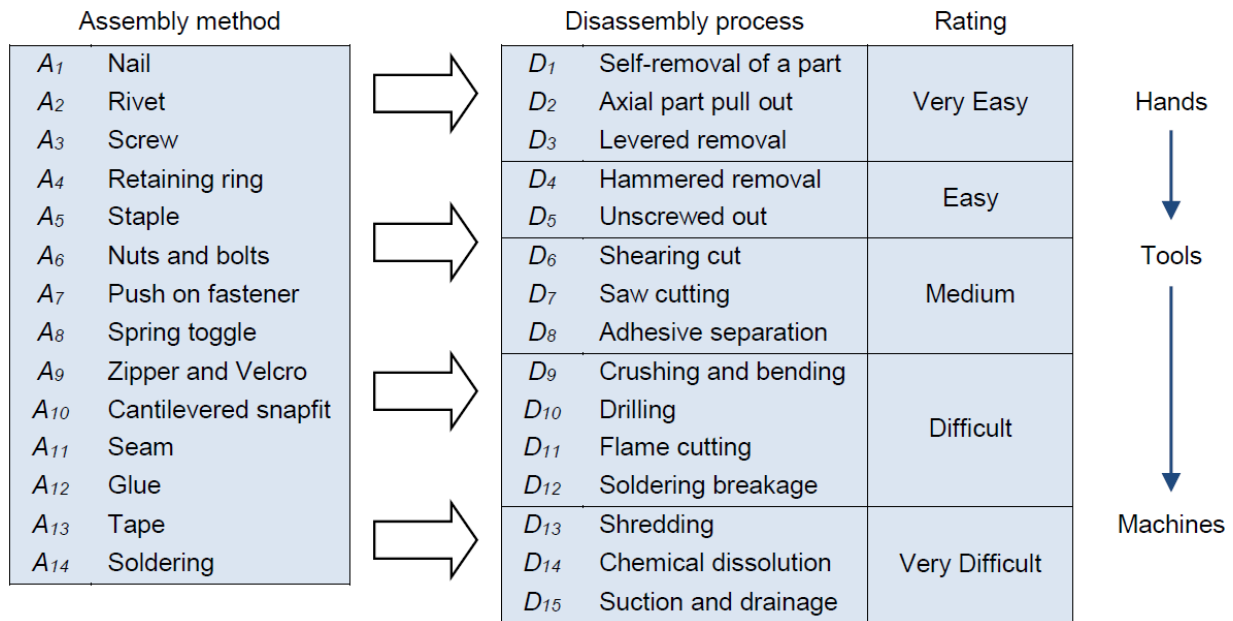 Assembly method Disassembly process Rating
A1 Nail D1 Self-removal of a part
A2 Rivet D2 Axial part pull out Very Easy Hands
A3 Screw D3 Levered removal
A4 Retaining ring D4 Hammered removal
Easy
A5 Staple D5 Unscrewed out
A6 Nuts and bolts D6 Shearing cut Tools
A7 Push on fastener D7 Saw cutting Medium
A8 Spring toggle D8 Adhesive separation
A9 Zipper and Velcro D9 Crushing and bending
A10 Cantilevered snapfit D10 Drilling
Difficult
A11 Seam D11 Flame cutting
A12 Glue D12 Soldering breakage
A13 Tape D13 Shredding Machines
A14 Soldering D14 Chemical dissolution Very Difficult
D15 Suction and drainage